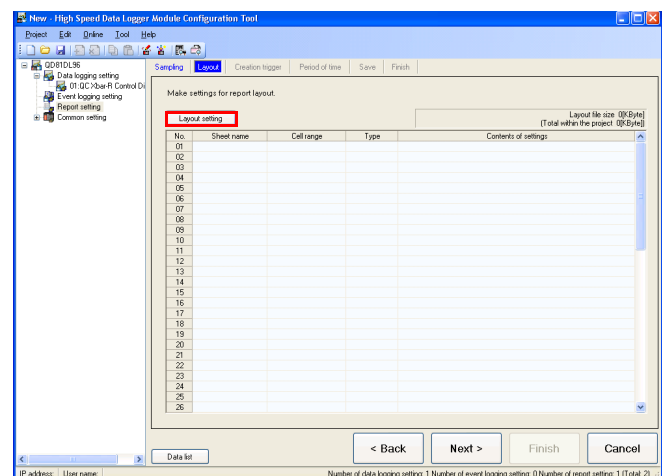 New - High Speed Data Logger Module Configuration Tool
Project Edit Online Tool Help
QD81DL96
Data logging setting
01:QC Xbar-R Control Di
Event logging setting
Report setting
Common setting
Sampling Layout Creation trigger Period of time Save Finish
Make settings for report layout.
Layout setting
Layout file size 0[KByte]
(Total within the project 0[KByte])
No. Sheet name Cell range Type Contents of settings
01
02
03
04
05
06
07
08
09
10
11
12
13
14
15
16
17
18
19
20
21
22
23
24
25
26
Data list
< Back Next > Finish Cancel
IP address: User name: Number of data logging setting: 1 Number of event logging setting: 0 Number of report setting: 1 (Total: 2)